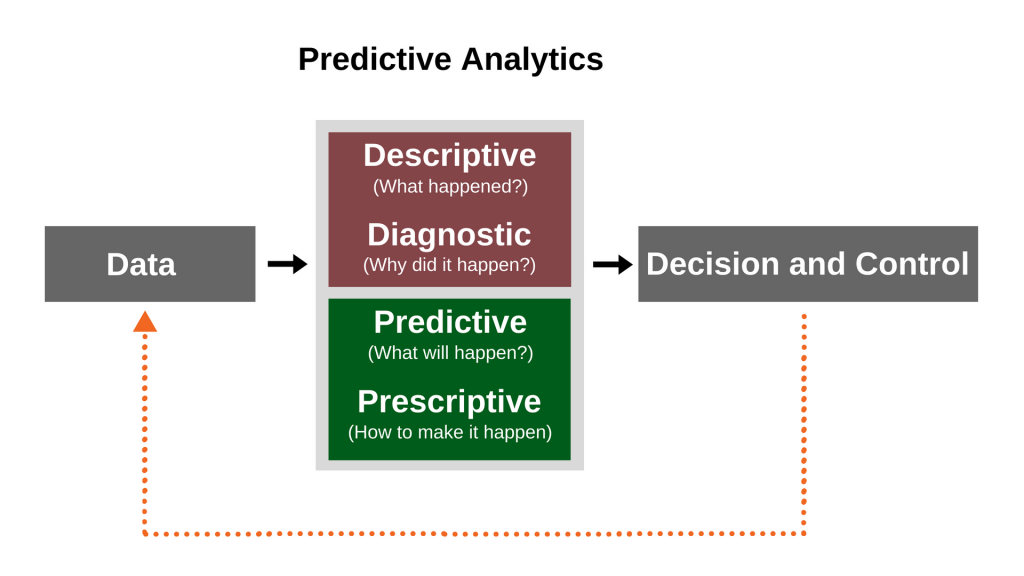 Predictive Analytics
Descriptive
(What happened?)
Diagnostic
(Why did it happen?)
Data
Decision and Control
Predictive
(What will happen?)
Prescriptive
(How to make it happen)